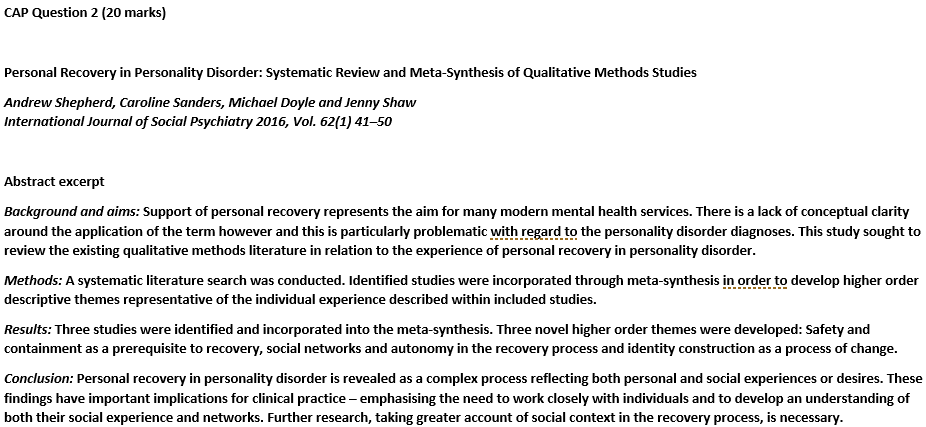 CAP Question 2 (20 marks)
Personal Recovery in Personality Disorder: Systematic Review and Meta-Synthesis of Qualitative Methods Studies
Andrew Shepherd, Caroline Sanders, Michael Doyle and Jenny Shaw
International Journal of Social Psychiatry 2016, Vol. 62(1) 41–50
Abstract excerpt
Background and aims: Support of personal recovery represents the aim for many modern mental health services. There is a lack of conceptual clarity
around the application of the term however and this is particularly problematic with regard to the personality disorder diagnoses. This study sought to
review the existing qualitative methods literature in relation to the experience of personal recovery in personality disorder.
Methods: A systematic literature search was conducted. Identified studies were incorporated through meta-synthesis in order to develop higher order
descriptive themes representative of the individual experience described within included studies.
Results: Three studies were identified and incorporated into the meta-synthesis. Three novel higher order themes were developed: Safety and
containment as a prerequisite to recovery, social networks and autonomy in the recovery process and identity construction as a process of change.
Conclusion: Personal recovery in personality disorder is revealed as a complex process reflecting both personal and social experiences or desires. These
findings have important implications for clinical practice – emphasising the need to work closely with individuals and to develop an understanding of
both their social experience and networks. Further research, taking greater account of social context in the recovery process, is necessary.